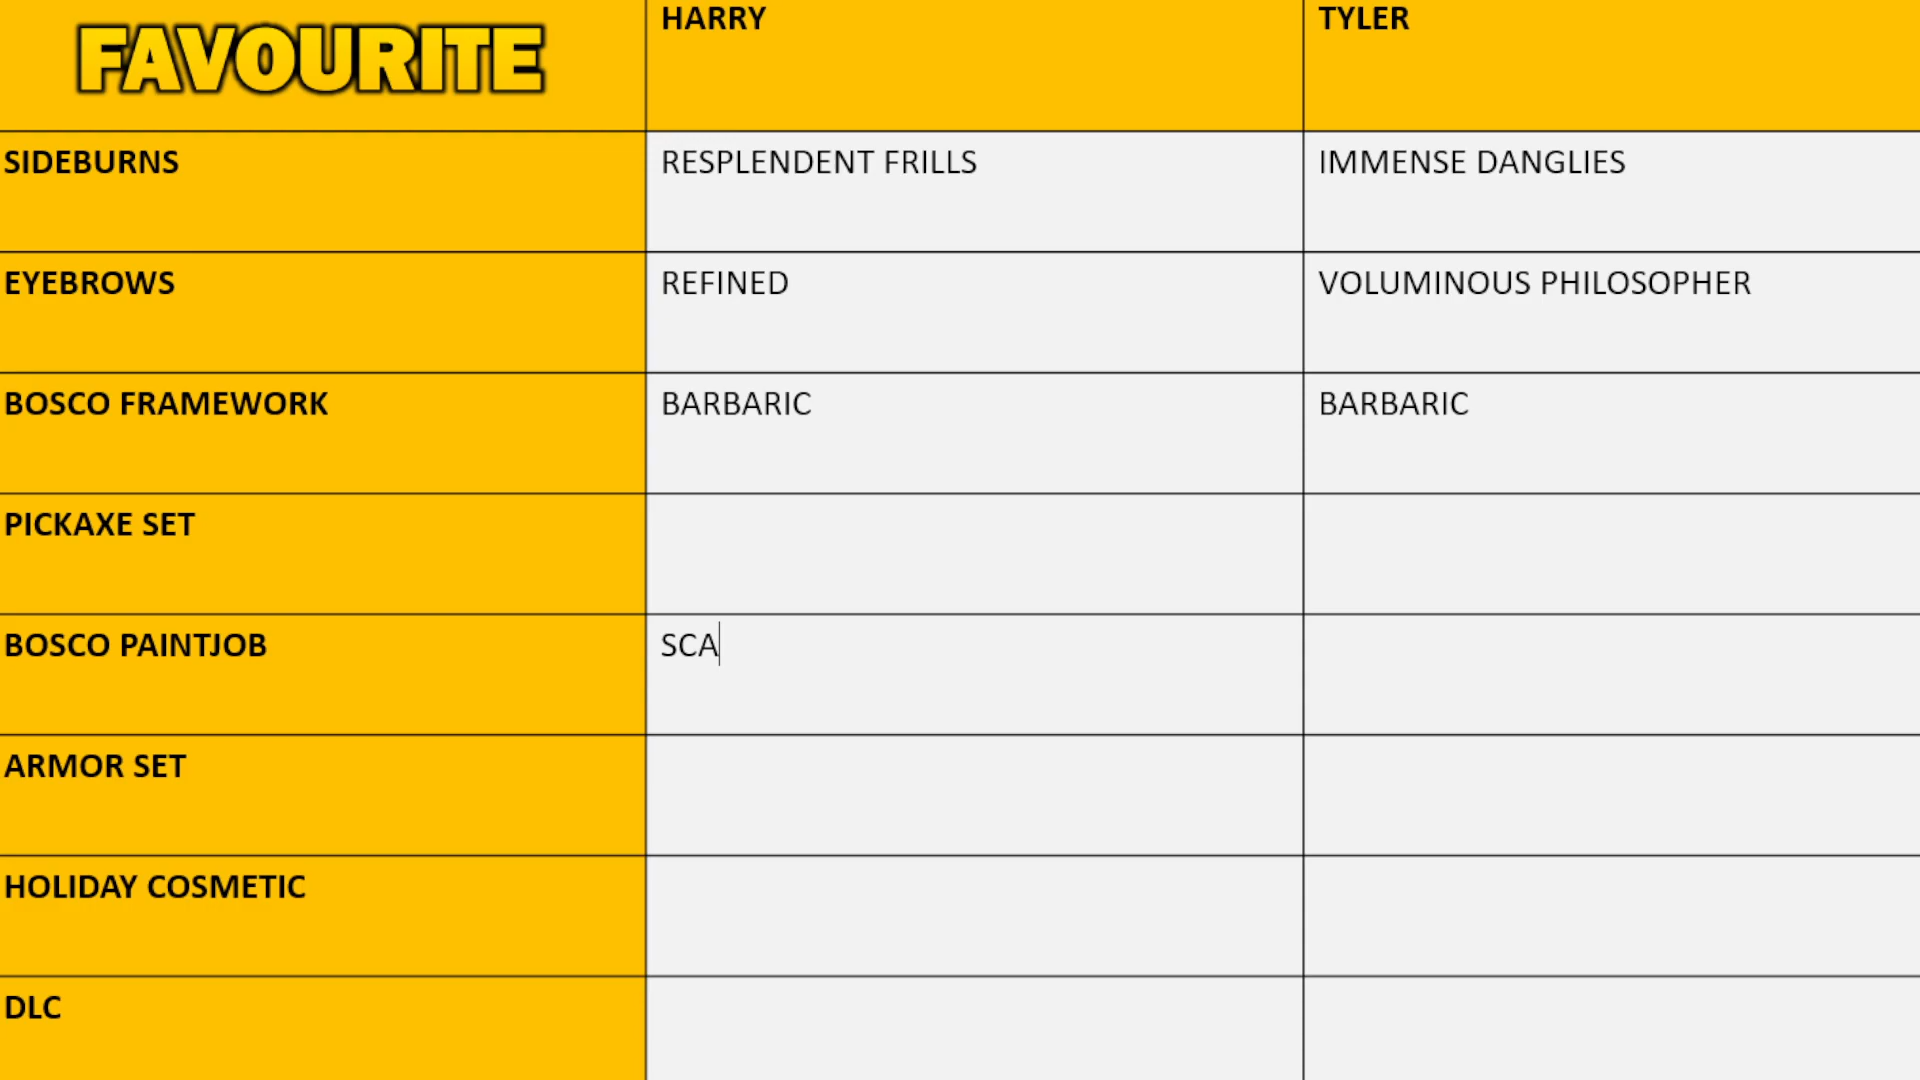 FAVOURITE HARRY TYLER
SIDEBURNS RESPLENDENT FRILLS IMMENSE DANGLIES
EYEBROWS REFINED VOLUMINOUS PHILOSOPHER
BOSCO FRAMEWORK BARBARIC BARBARIC
PICKAXE SET
BOSCO PAINTJOB SCA
ARMOR SET
HOLIDAY COSMETIC
DLC